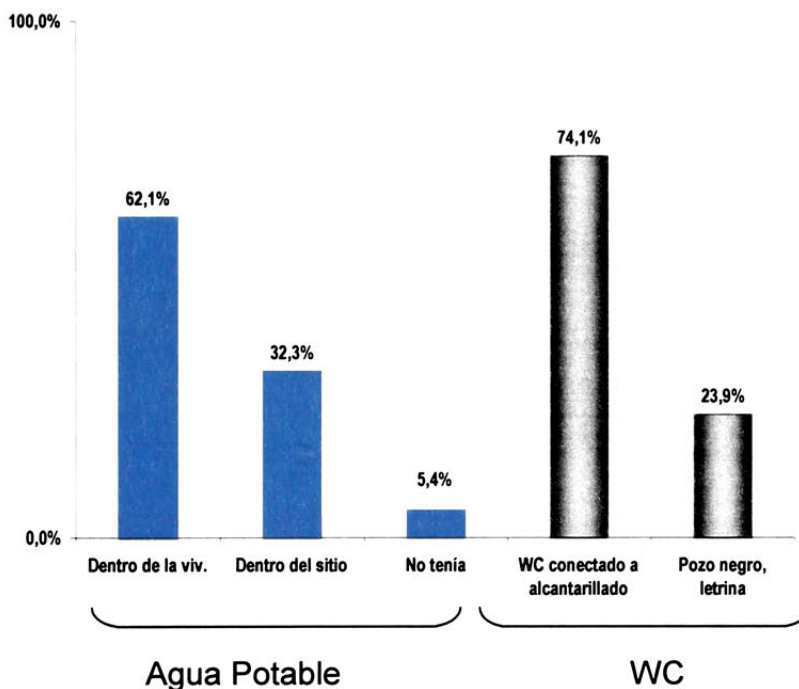 100,0%
74,1%
62,1%
32,3%
23,9%
5,4%
0,0%
Dentro de la viv.
Dentro del sitio
No tenía
WC conectado a
alcantarillado
Pozo negro,
letrina
Agua Potable
WC